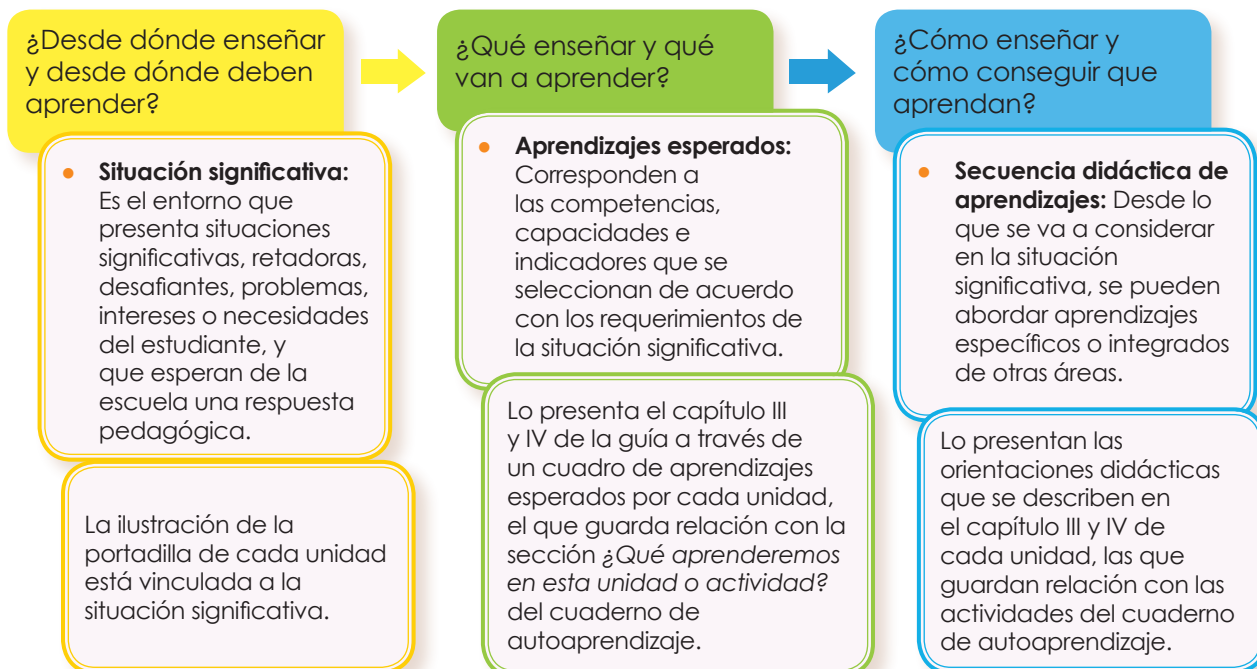 ¿Desde dónde enseñar
y desde dónde deben
aprender?
● Situación significativa:
Es el entorno que
presenta situaciones
significativas, retadoras,
desafiantes, problemas,
intereses o necesidades
del estudiante, y
que esperan de la
escuela una respuesta
pedagógica.
La ilustración de la
portadilla de cada unidad
está vinculada a la
situación significativa.
¿Qué enseñar y qué
van a aprender?
● Aprendizajes esperados:
Corresponden a
las competencias,
capacidades e
indicadores que se
seleccionan de acuerdo
con los requerimientos de
la situación significativa.
Lo presenta el capítulo III
y IV de la guía a través de
un cuadro de aprendizajes
esperados por cada unidad,
el que guarda relación con la
sección ¿Qué aprenderemos
en esta unidad o actividad?
del cuaderno de
autoaprendizaje.
¿Cómo enseñar y
cómo conseguir que
aprendan?
● Secuencia didáctica de
aprendizajes: Desde lo
que se va a considerar
en la situación
significativa, se pueden
abordar aprendizajes
específicos o integrados
de otras áreas.
Lo presentan las
orientaciones didácticas
que se describen en
el capítulo III y IV de
cada unidad, las que
guardan relación con las
actividades del cuaderno
de autoaprendizaje.